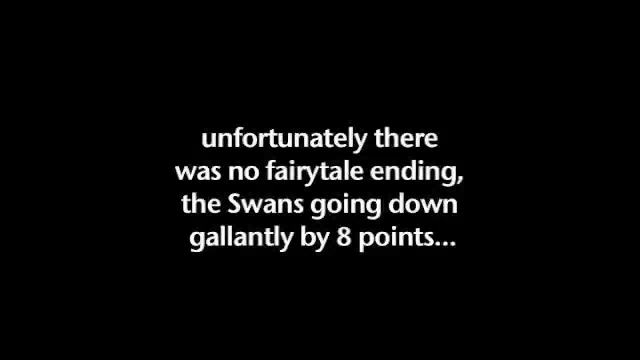 unfortunately there
was no fairytale ending,
the Swans going down
gallantly by 8 points...